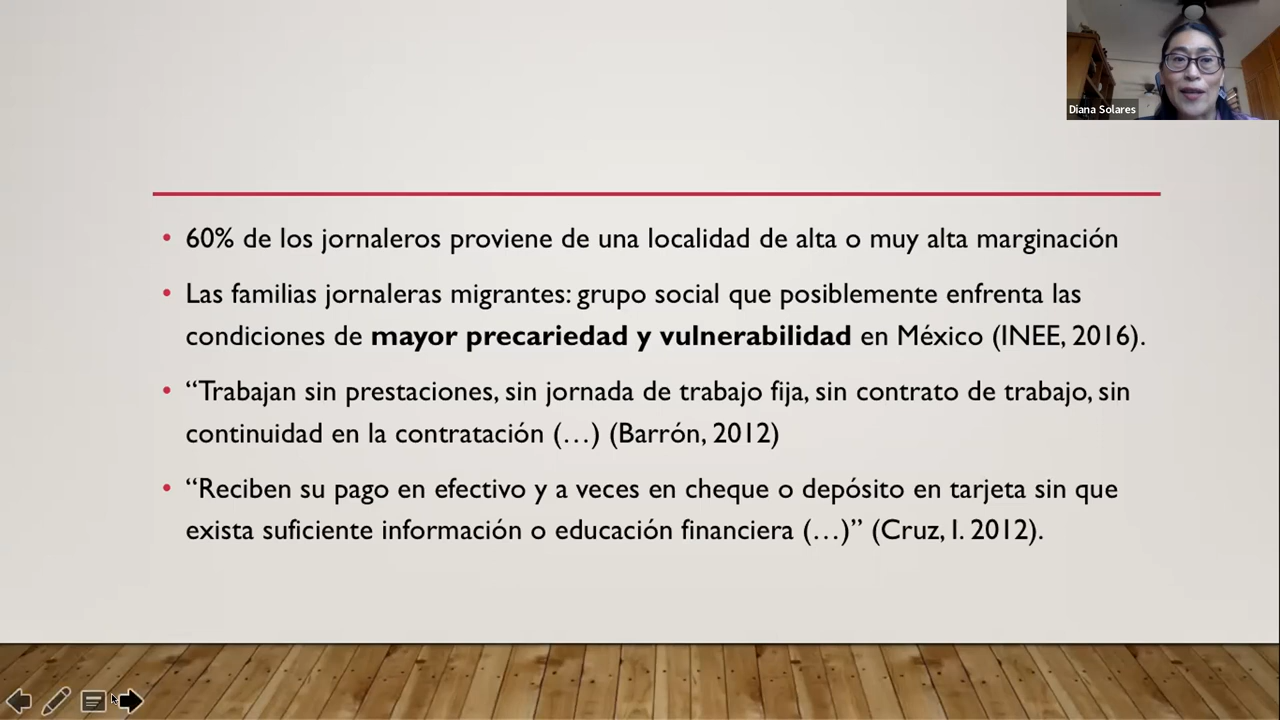 Diana Solares
• 60% de los jornaleros proviene de una localidad de alta o muy alta marginación
• Las familias jornaleras migrantes: grupo social que posiblemente enfrenta las
condiciones de mayor precariedad y vulnerabilidad en México (INEE, 2016).
• “Trabajan sin prestaciones, sin jornada de trabajo fija, sin contrato de trabajo, sin
continuidad en la contratación (…) (Barrón, 2012)
• “Reciben su pago en efectivo y a veces en cheque o depósito en tarjeta sin que
exista suficiente información o educación financiera (…)” (Cruz, I. 2012).